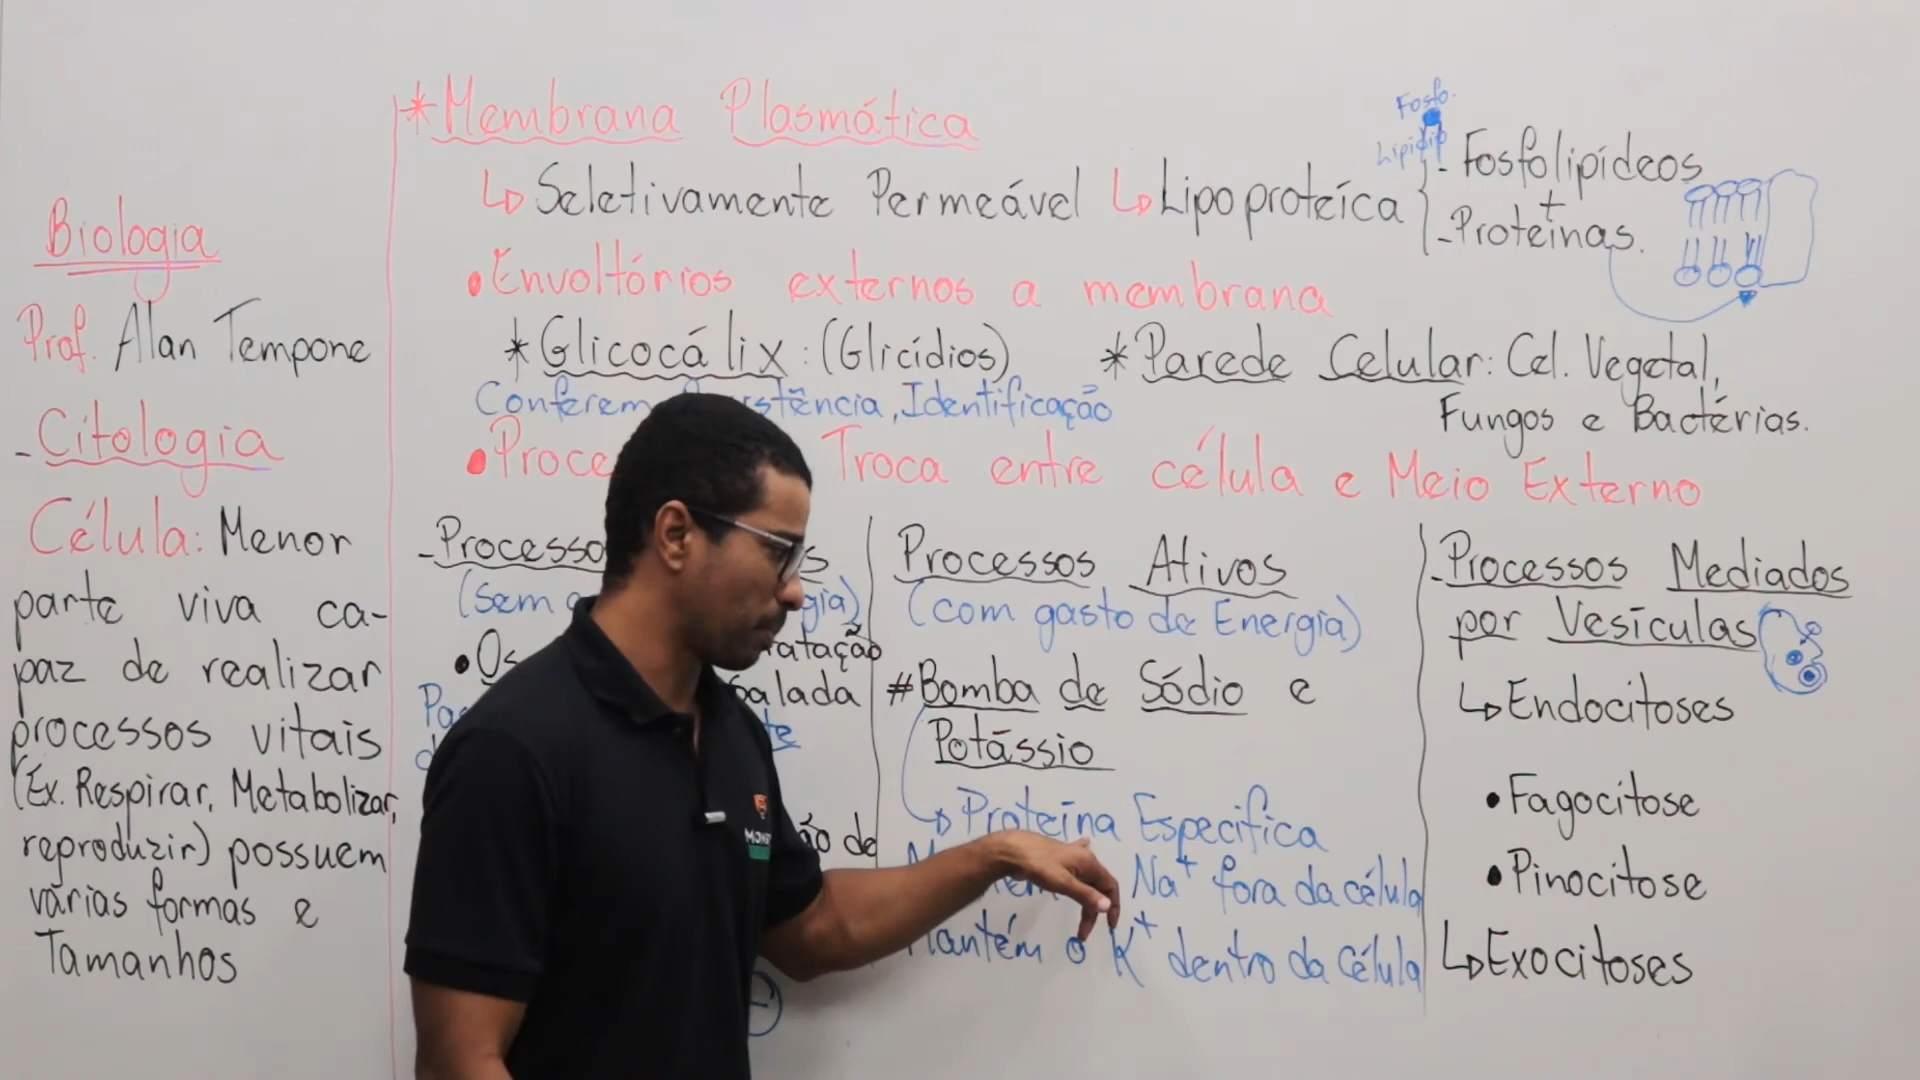 Biologia
Prof. Alan Tempone
- Citologia
Célula: Menor
parte viva ca-
paz de realizar
processos vitais
(Ex. Respirar, Metabolizar,
reproduzir) possuem
várias formas e
Tamanhos
* Membrana Plasmática
Seletivamente Permeável
Lipoproteíca
Fosfo.
Lipídio
- Fosfolipídeos
+
- Proteínas.
• Envoltórios externos a membrana
* Glicocálix: (Glicídios)
Conferem Identificação
* Parede Celular: Cel. Vegetal,
Fungos e Bactérias.
• Troca entre célula e Meio Externo
Processos Ativos
(com gasto de Energia)
# Bomba de Sódio e
Potássio
Proteína Especifica
Na+ fora da célula
Mantém o K+ dentro da Célula
- Processos Mediados
por Vesículas
Endocitoses
• Fagocitose
• Pinocitose
Exocitoses